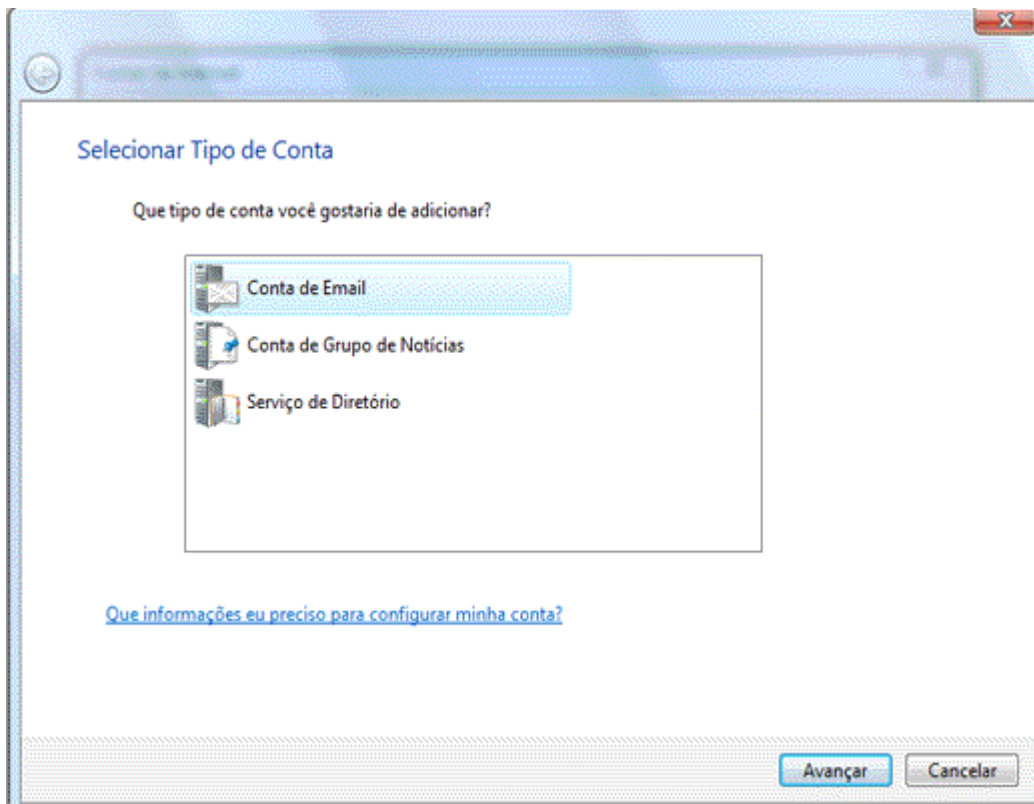 Selecionar Tipo de Conta
Que tipo de conta você gostaria de adicionar?
Conta de Email
Conta de Grupo de Notícias
Serviço de Diretório
Que informações eu preciso para configurar minha conta?
Avançar
Cancelar